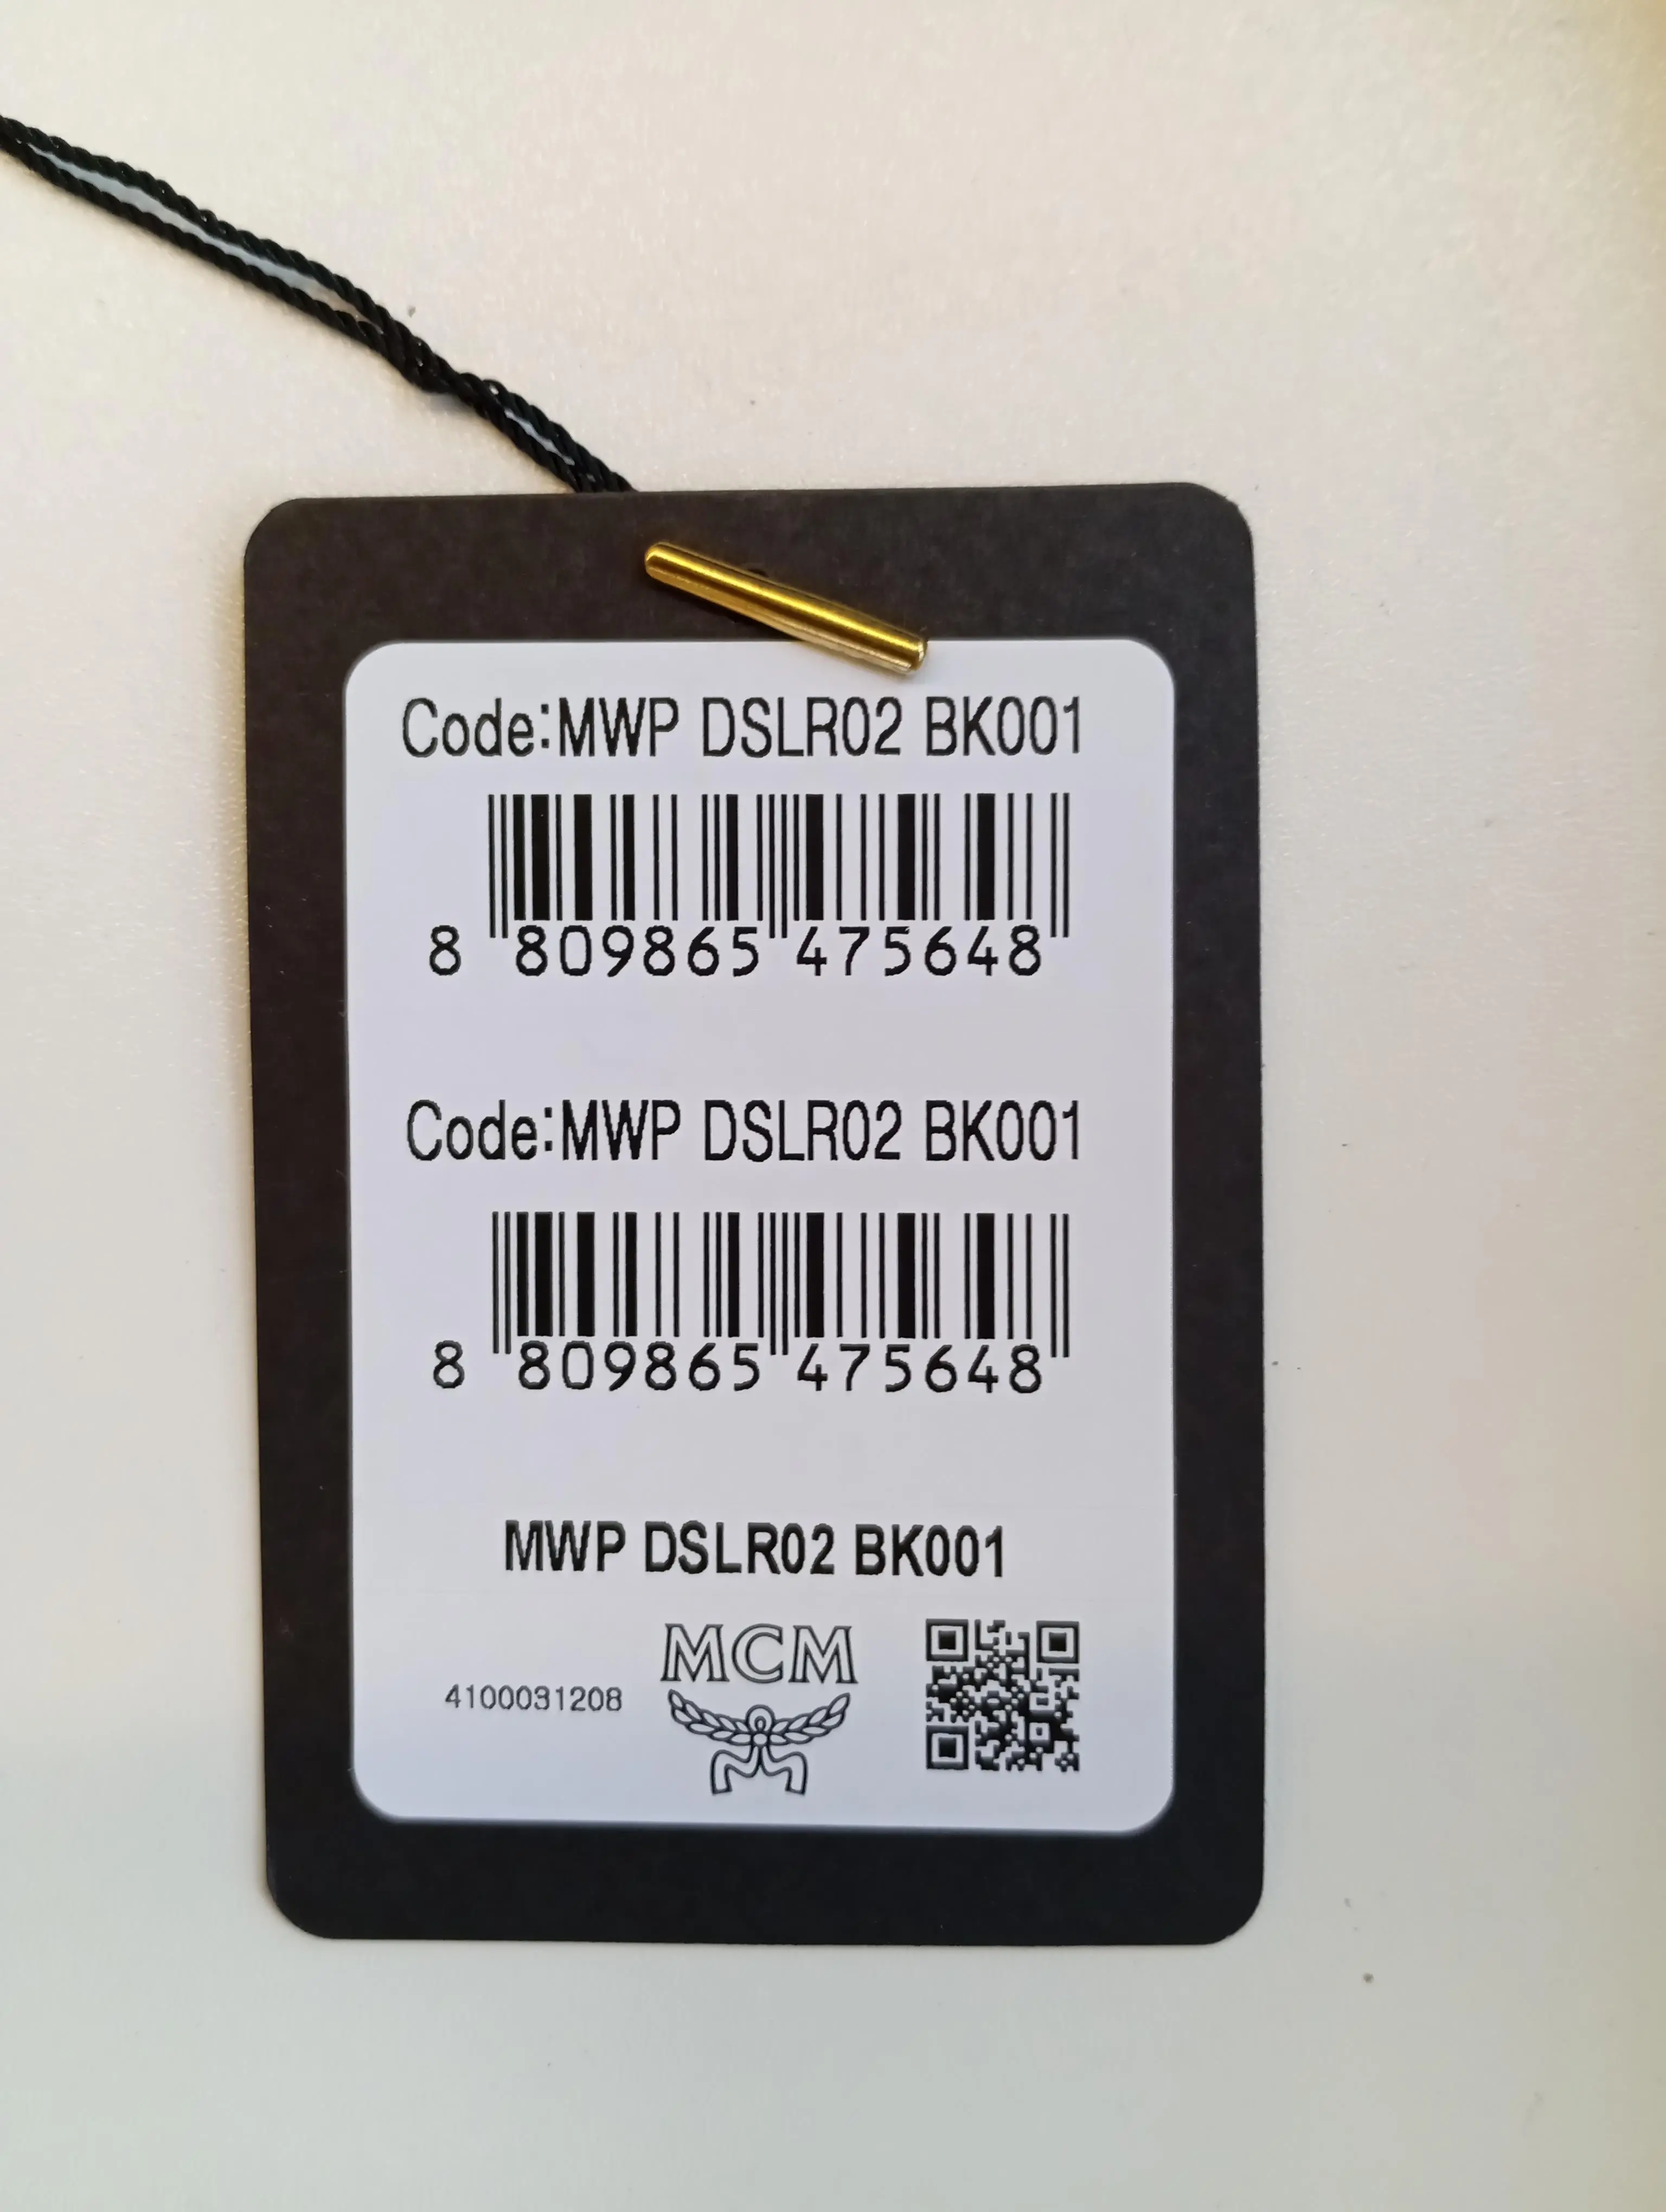 Code:MWP DSLR02 BK001
8 809865 475648
Code:MWP DSLR02 BK001
8 809865 475648
MWP DSLR02 BK001
MCM
4100031208